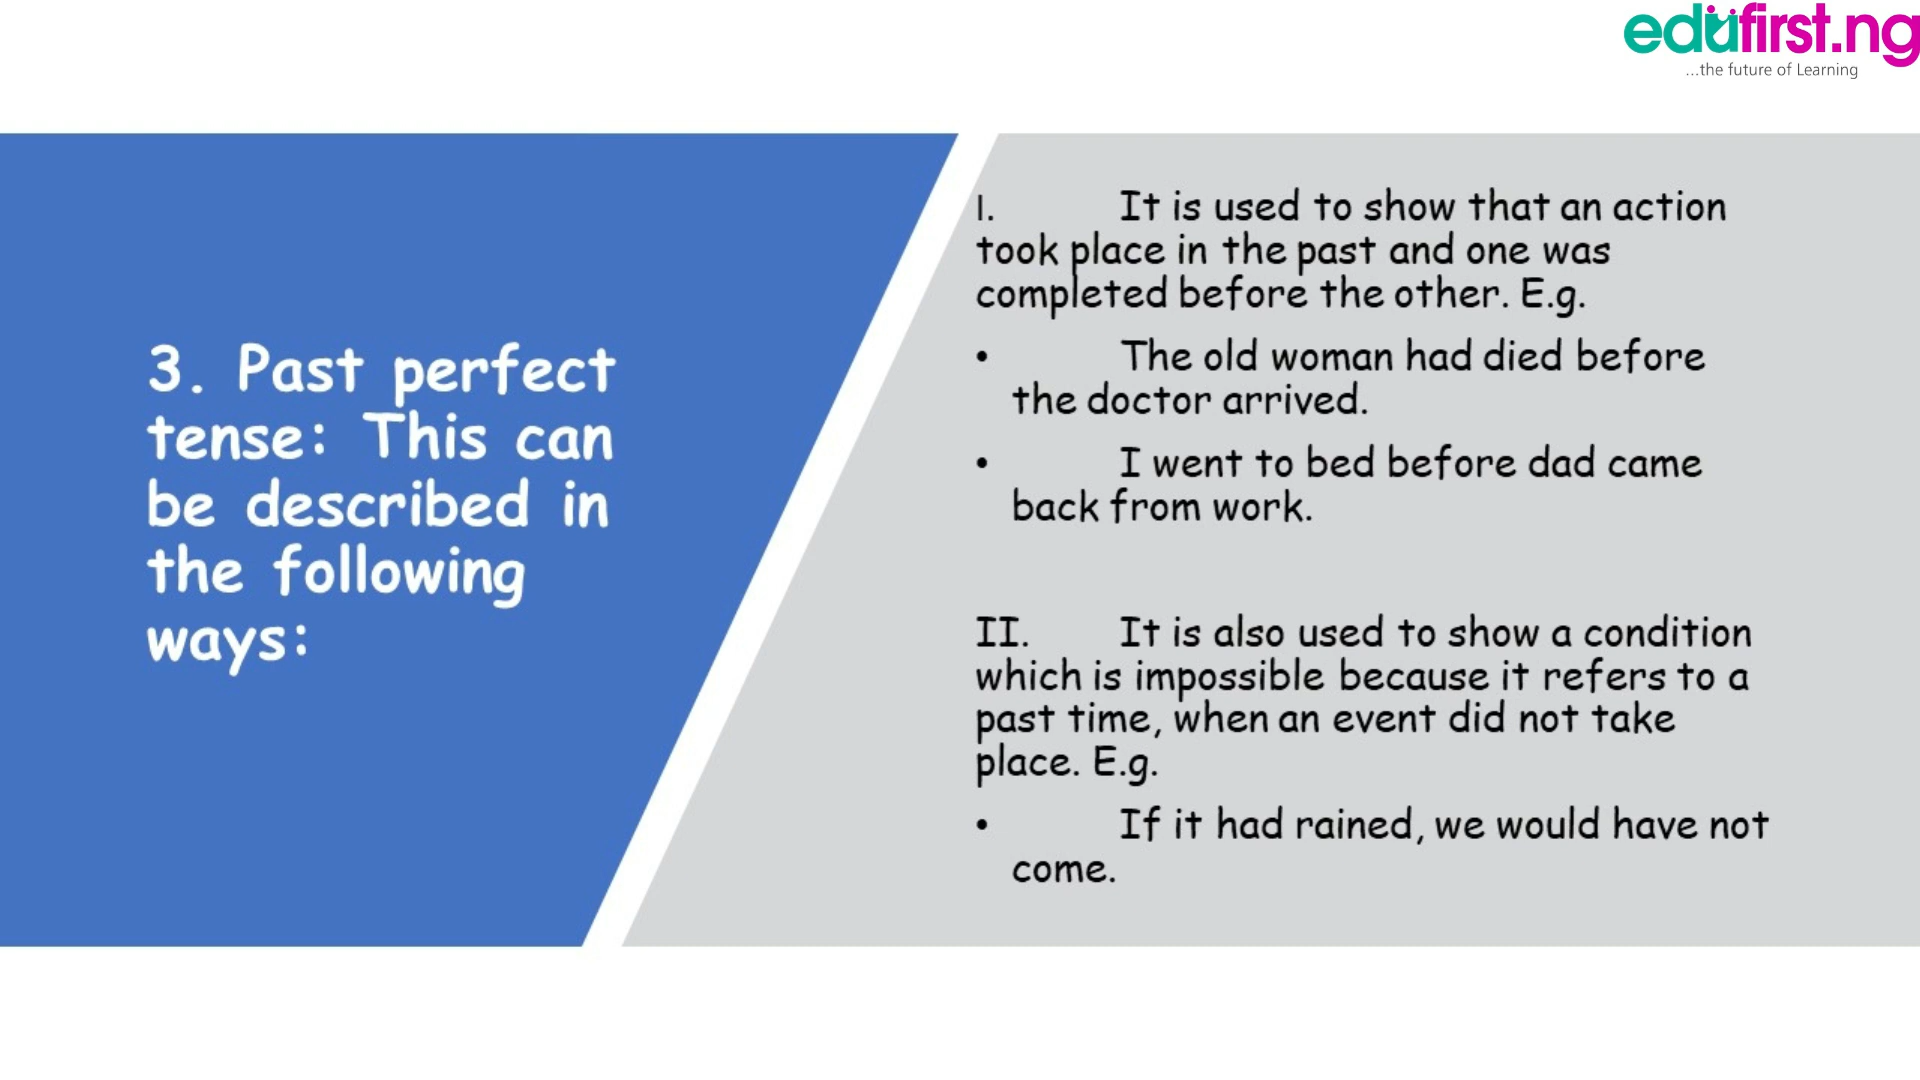 edufirst.ng
...the future of Learning
3. Past perfect
tense: This can
be described in
the following
ways:
I. It is used to show that an action
took place in the past and one was
completed before the other. E.g.
• The old woman had died before
the doctor arrived.
• I went to bed before dad came
back from work.
II. It is also used to show a condition
which is impossible because it refers to a
past time, when an event did not take
place. E.g.
• If it had rained, we would have not
come.